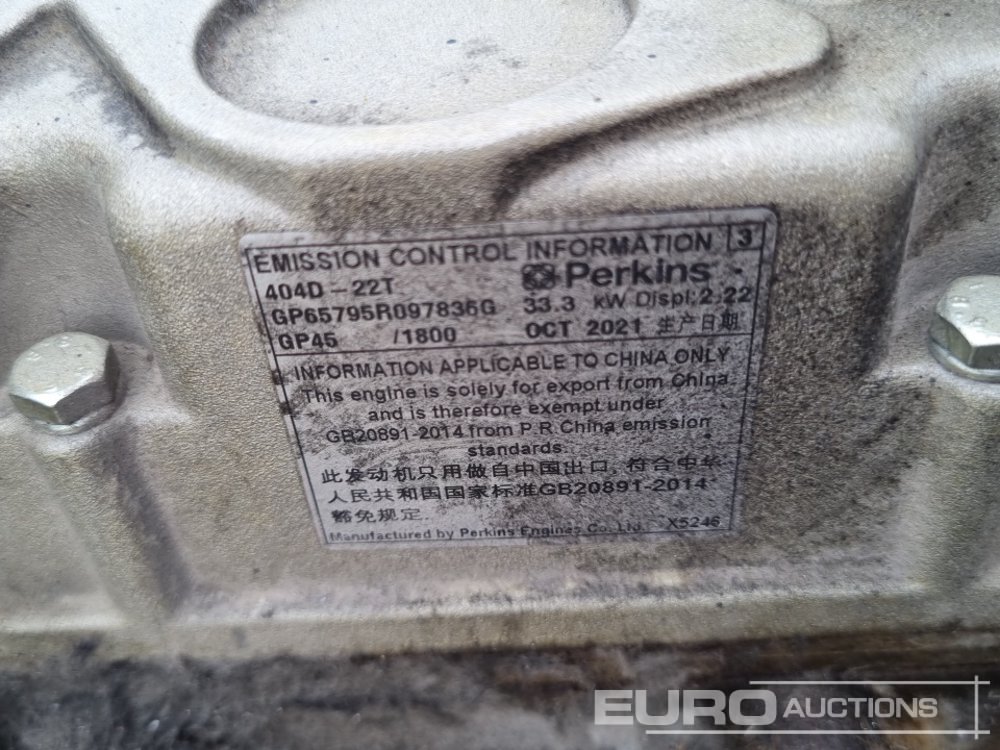 EMISSION CONTROL INFORMATION 3
404D-22T Perkins
GP65795R097836G 33.3 kW Displ:2.22
GP45 /1800 OCT 2021 生产日期
INFORMATION APPLICABLE TO CHINA ONLY
This engine is solely for export from China
and is therefore exempt under
GB20891-2014 from P R China emission
standards.
此发动机只用做自中国出口,符合中华
人民共和国国家标准GB20891-2014
豁免规定.
Manufactured by Perkins Engines Co. Ltd. X5246
EURO AUCTIONS